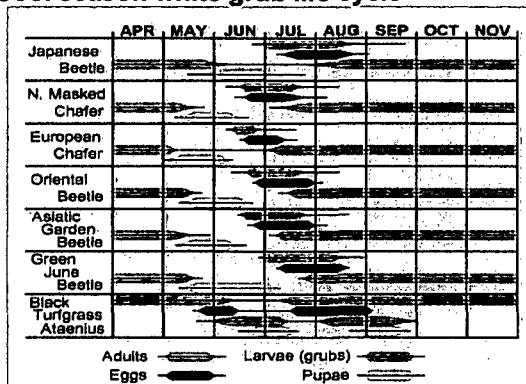 APR MAY JUN JUL AUG SEP OCT NOV
Japanese
Beetle
N. Masked
Chafer
European
Chafer
Oriental
Beetle
Asiatic
Garden
Beetle
Green
June
Beetle
Black
Turfgrass
Ataenius
Adults Larvae (grubs)
Eggs Pupae